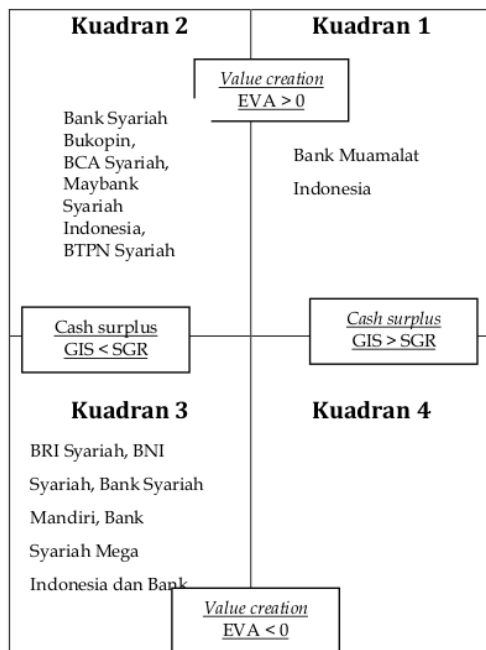 Kuadran 2
Kuadran 1
Value creation
EVA > 0
Bank Syariah
Bukopin,
BCA Syariah,
Maybank
Syariah
Indonesia,
BTPN Syariah
Bank Muamalat
Indonesia
Cash surplus
GIS < SGR
Cash surplus
GIS > SGR
Kuadran 3
Kuadran 4
BRI Syariah, BNI
Syariah, Bank Syariah
Mandiri, Bank
Syariah Mega
Indonesia dan Bank
Value creation
EVA < 0